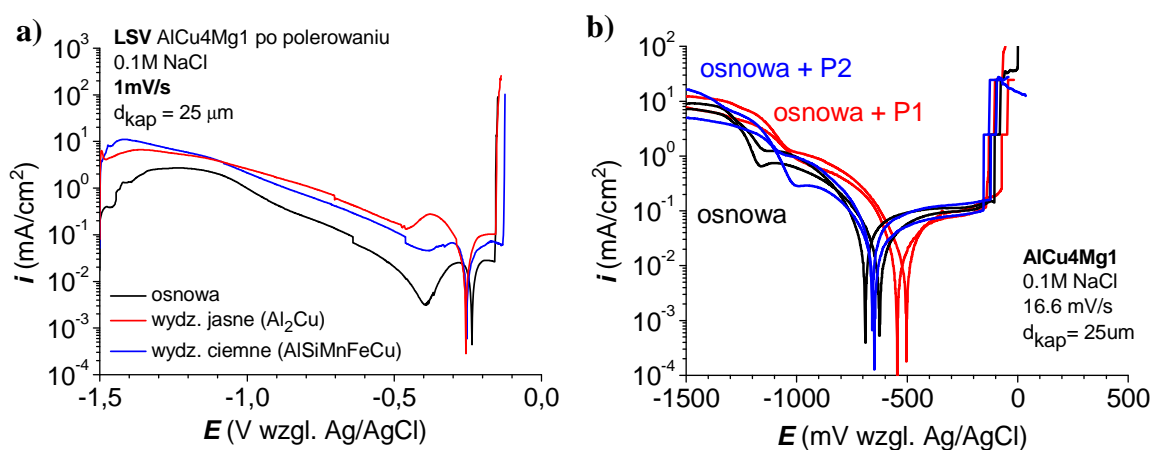 a)
LSV AlCu4Mg1 po polerowaniu
0.1M NaCl
1mV/s
d_kap = 25 μm
10³
10²
10¹
10⁰
10⁻¹
10⁻²
10⁻³
10⁻⁴
i (mA/cm²)
osnowa
wydz. jasne (Al₂Cu)
wydz. ciemne (AlSiMnFeCu)
-1,5
-1,0
-0,5
0,0
E (V wzgl. Ag/AgCl)
b)
10²
10¹
10⁰
10⁻¹
10⁻²
10⁻³
10⁻⁴
i (mA/cm²)
osnowa + P2
osnowa + P1
osnowa
AlCu4Mg1
0.1M NaCl
16.6 mV/s
d_kap= 25um
-1500
-1000
-500
0
500
E (mV wzgl. Ag/AgCl)